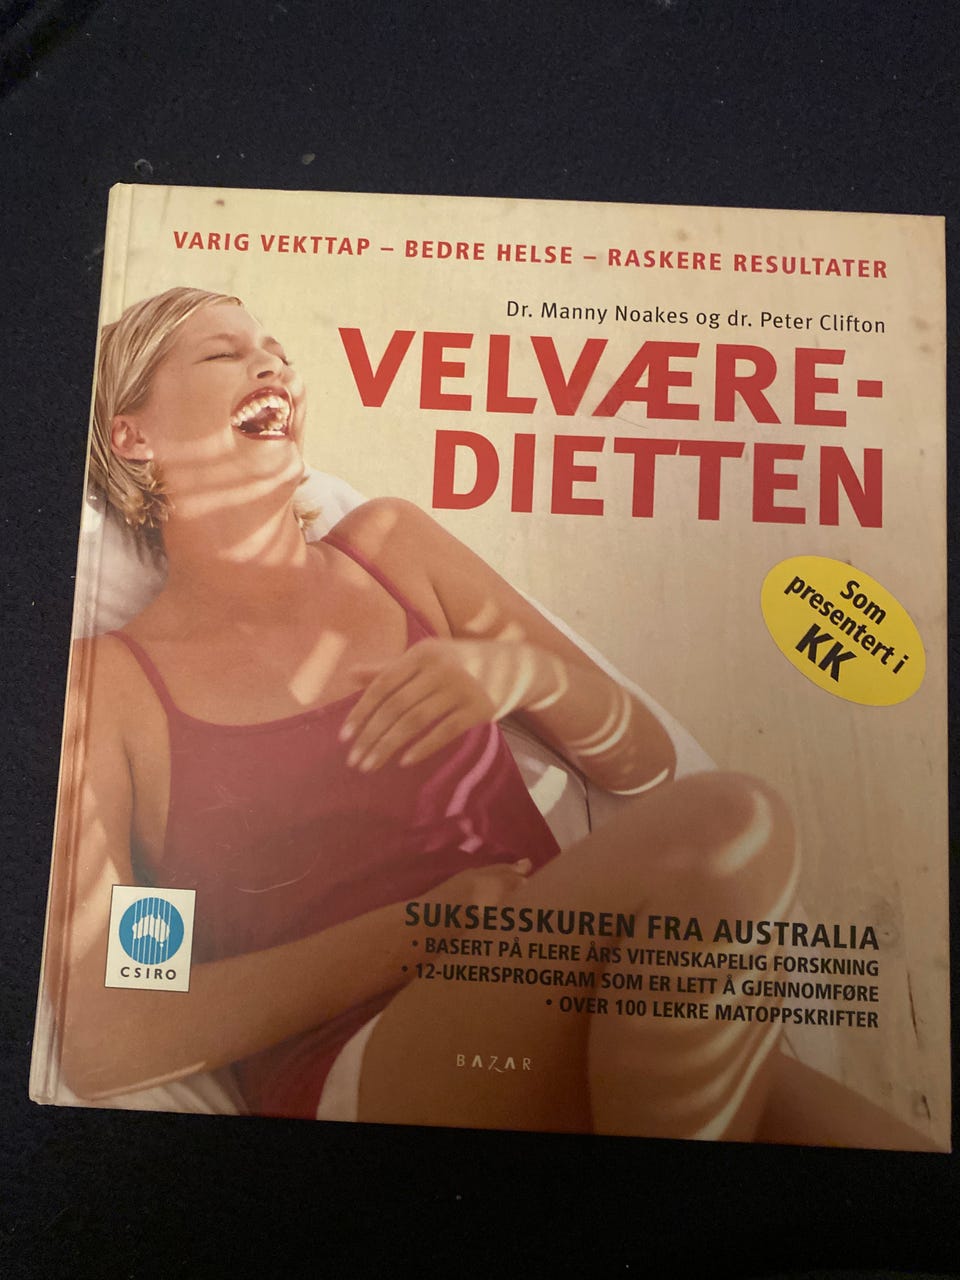 VARIG VEKTTAP – BEDRE HELSE – RASKERE RESULTATER
Dr. Manny Noakes og dr. Peter Clifton
VELVÆRE-
DIETTEN
Som
presentert i
KK
SUKSESSKUREN FRA AUSTRALIA
• BASERT PÅ FLERE ÅRS VITENSKAPELIG FORSKNING
• 12-UKERSPROGRAM SOM ER LETT Å GJENNOMFØRE
• OVER 100 LEKRE MATOPPSKRIFTER
CSIRO
BAZAR